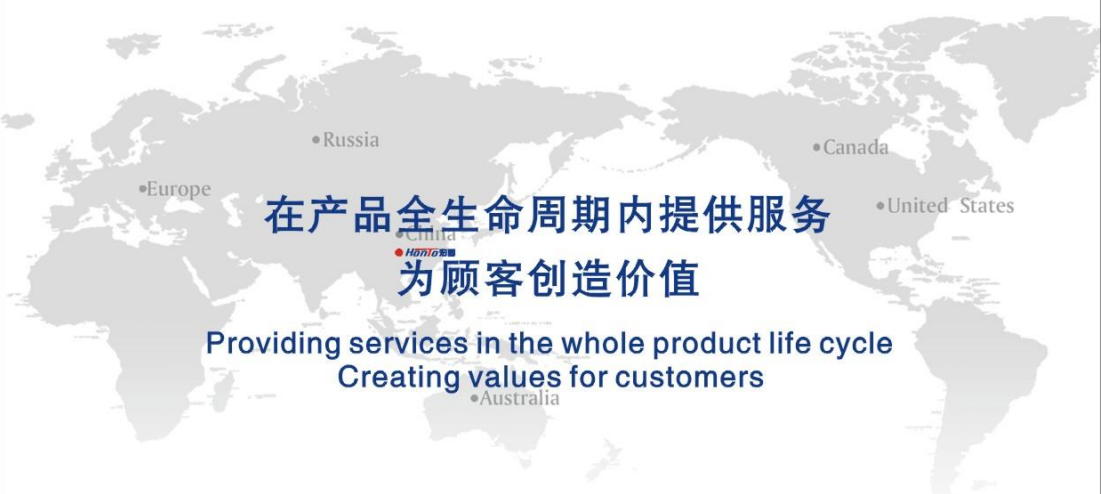 Russia
Canada
Europe
United States
在产品全生命周期内提供服务
China
HonTo
为顾客创造价值
Providing services in the whole product life cycle
Creating values for customers
Australia